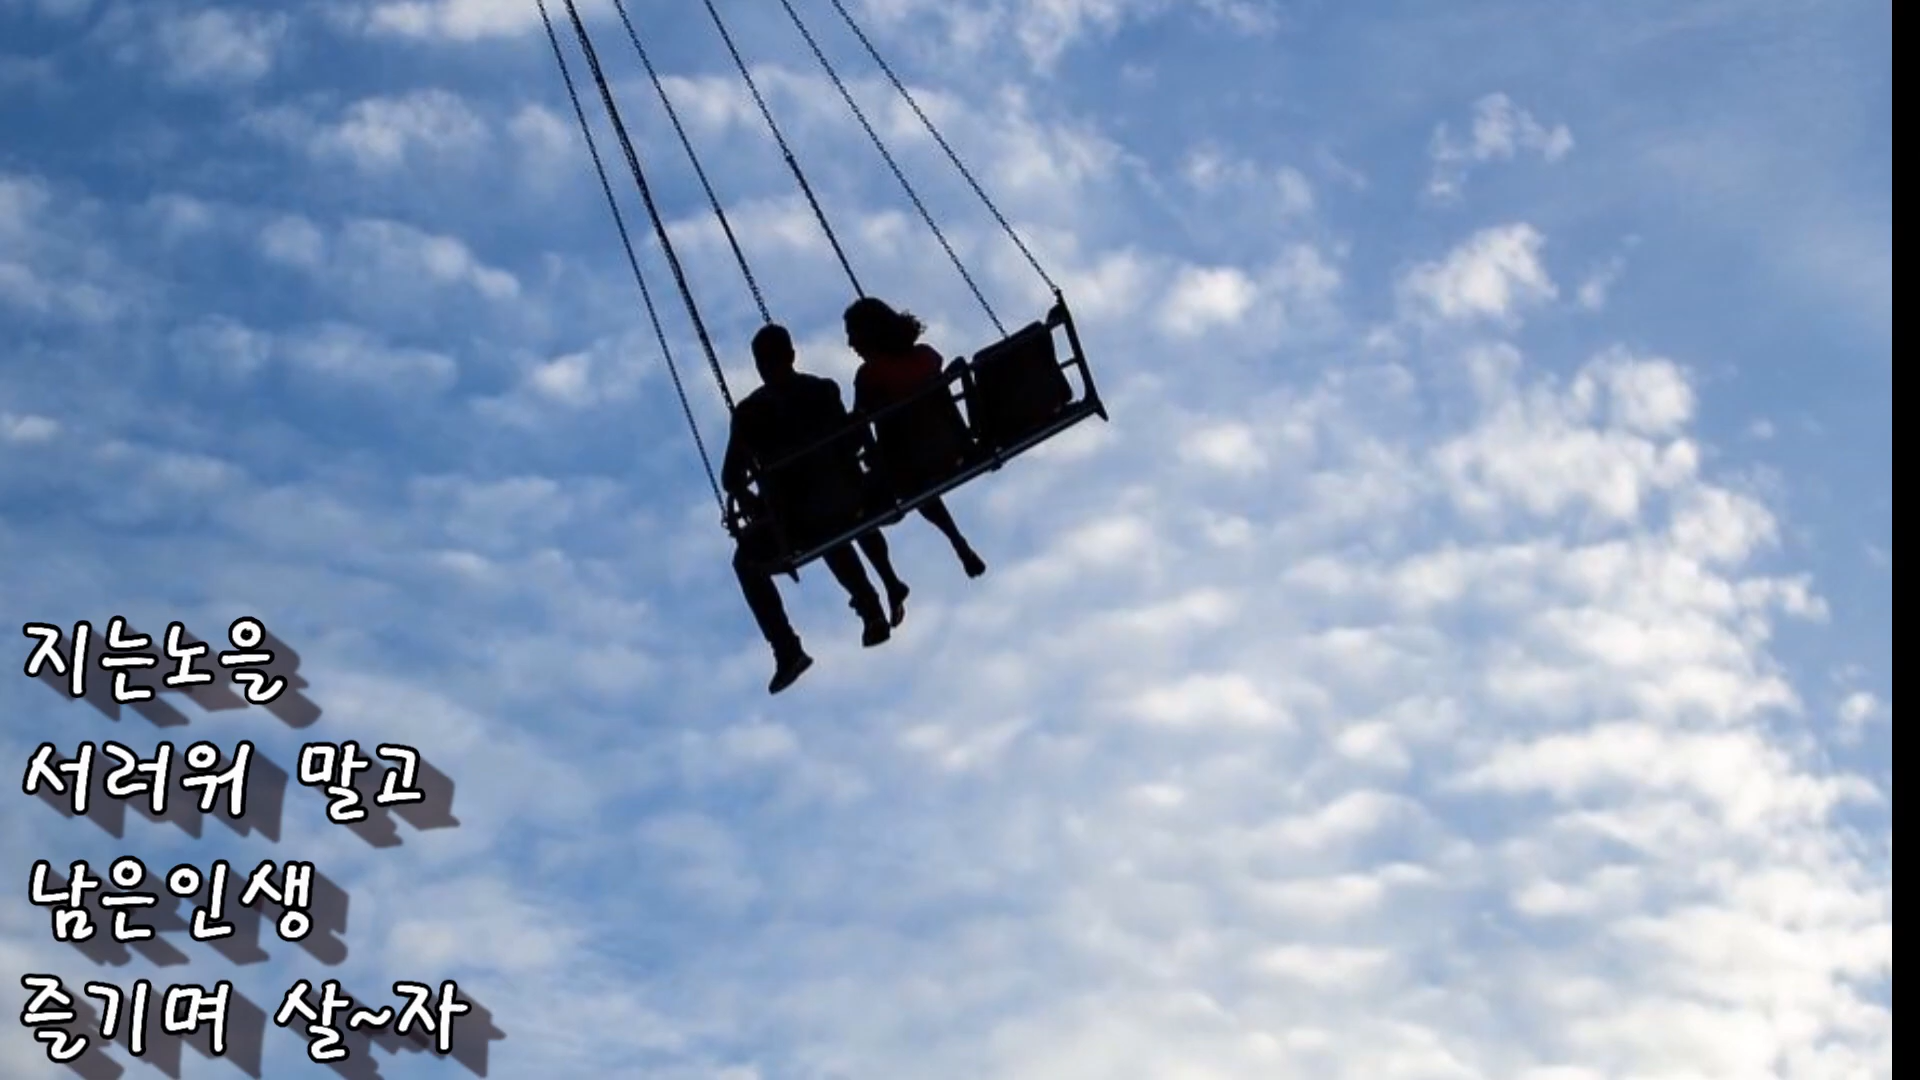 지는노을
서러워 말고
남은인생
즐기며 살~자